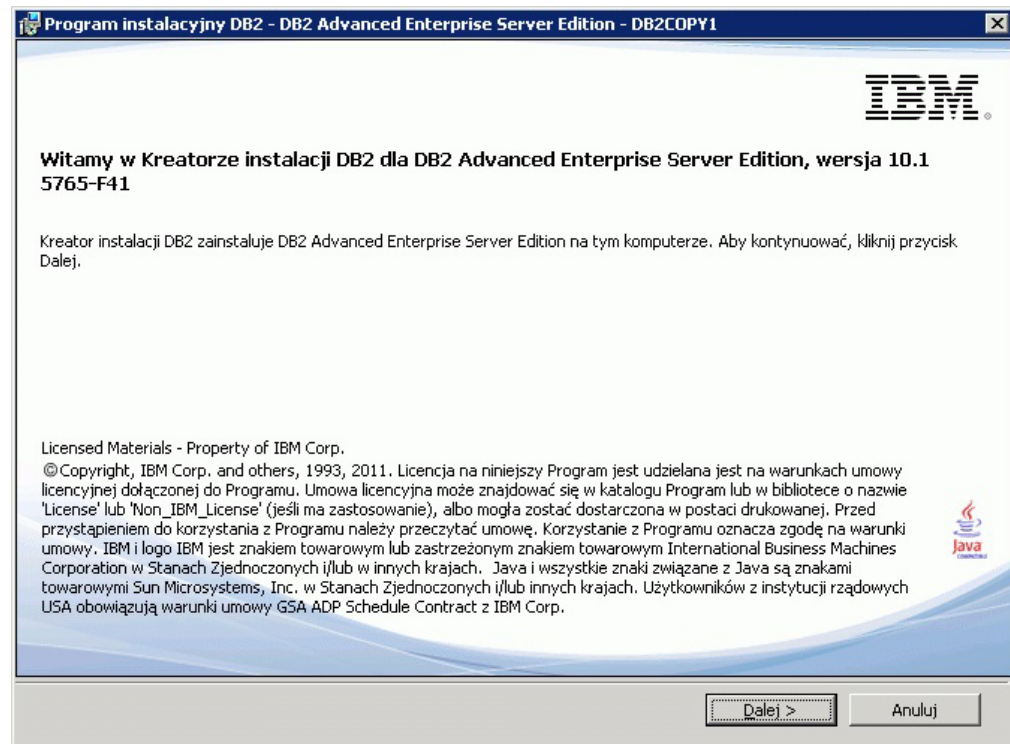 Program instalacyjny DB2 - DB2 Advanced Enterprise Server Edition - DB2COPY1
IBM
Witamy w Kreatorze instalacji DB2 dla DB2 Advanced Enterprise Server Edition, wersja 10.1
5765-F41
Kreator instalacji DB2 zainstaluje DB2 Advanced Enterprise Server Edition na tym komputerze. Aby kontynuować, kliknij przycisk
Dalej.
Licensed Materials - Property of IBM Corp.
©Copyright, IBM Corp. and others, 1993, 2011. Licencja na niniejszy Program jest udzielana jest na warunkach umowy
licencyjnej dołączonej do Programu. Umowa licencyjna może znajdować się w katalogu Program lub w bibliotece o nazwie
'License' lub 'Non_IBM_License' (jeśli ma zastosowanie), albo mogła zostać dostarczona w postaci drukowanej. Przed
przystąpieniem do korzystania z Programu należy przeczytać umowę. Korzystanie z Programu oznacza zgodę na warunki
umowy. IBM i logo IBM jest znakiem towarowym lub zastrzeżonym znakiem towarowym International Business Machines
Corporation w Stanach Zjednoczonych i/lub w innych krajach. Java i wszystkie znaki związane z Java są znakami
towarowymi Sun Microsystems, Inc. w Stanach Zjednoczonych i/lub innych krajach. Użytkowników z instytucji rządowych
USA obowiązują warunki umowy GSA ADP Schedule Contract z IBM Corp.
Java
Dalej >
Anuluj